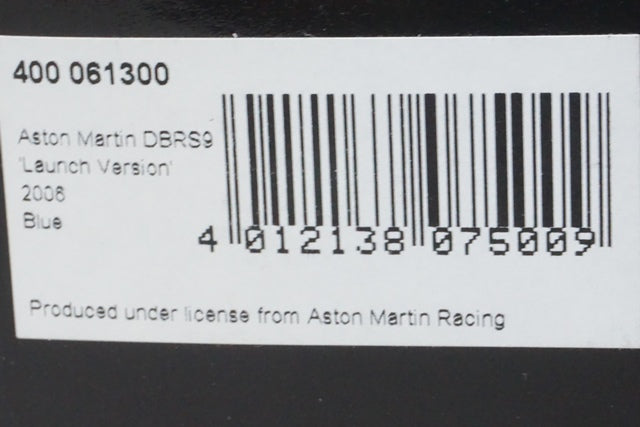 400 061300
Aston Martin DBRS9
'Launch Version'
2006
Blue
4 012138 075009
Produced under license from Aston Martin Racing